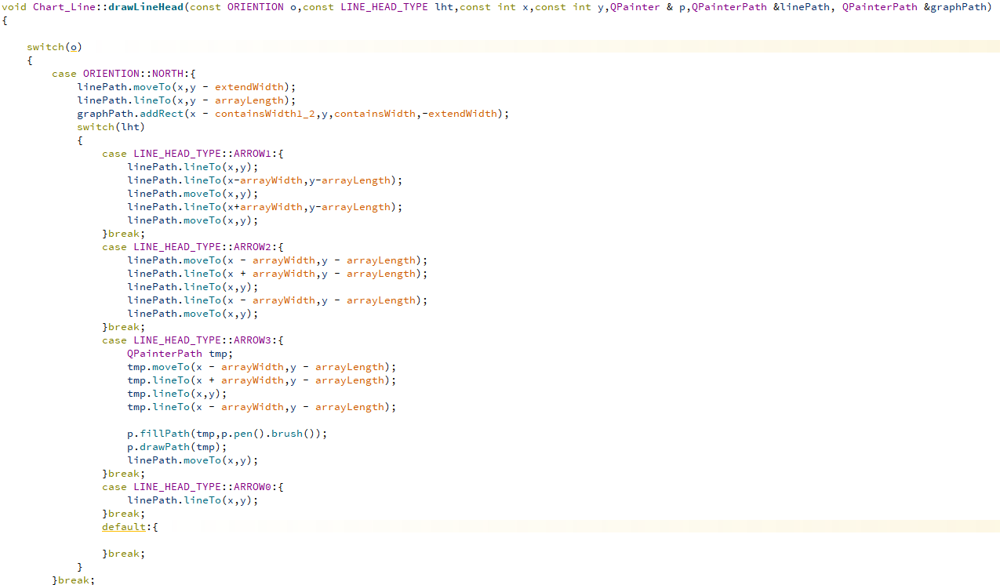 void Chart_Line::drawLineHead(const ORIENTION o,const LINE_HEAD_TYPE lht,const int x,const int y,QPainter & p,QPainterPath &linePath, QPainterPath &graphPath)
{
switch(o)
{
case ORIENTION::NORTH:{
linePath.moveTo(x,y - extendWidth);
linePath.lineTo(x,y - arrayLength);
graphPath.addRect(x - containsWidth1_2,y,containsWidth,-extendWidth);
switch(lht)
{
case LINE_HEAD_TYPE::ARROW1:{
linePath.lineTo(x,y);
linePath.lineTo(x-arrayWidth,y-arrayLength);
linePath.moveTo(x,y);
linePath.lineTo(x+arrayWidth,y-arrayLength);
linePath.moveTo(x,y);
}break;
case LINE_HEAD_TYPE::ARROW2:{
linePath.moveTo(x - arrayWidth,y - arrayLength);
linePath.lineTo(x + arrayWidth,y - arrayLength);
linePath.lineTo(x,y);
linePath.lineTo(x - arrayWidth,y - arrayLength);
linePath.moveTo(x,y);
}break;
case LINE_HEAD_TYPE::ARROW3:{
QPainterPath tmp;
tmp.moveTo(x - arrayWidth,y - arrayLength);
tmp.lineTo(x + arrayWidth,y - arrayLength);
tmp.lineTo(x,y);
tmp.lineTo(x - arrayWidth,y - arrayLength);
p.fillPath(tmp,p.pen().brush());
p.drawPath(tmp);
linePath.moveTo(x,y);
}break;
case LINE_HEAD_TYPE::ARROW0:{
linePath.lineTo(x,y);
}break;
default:{
}break;
}
}break;